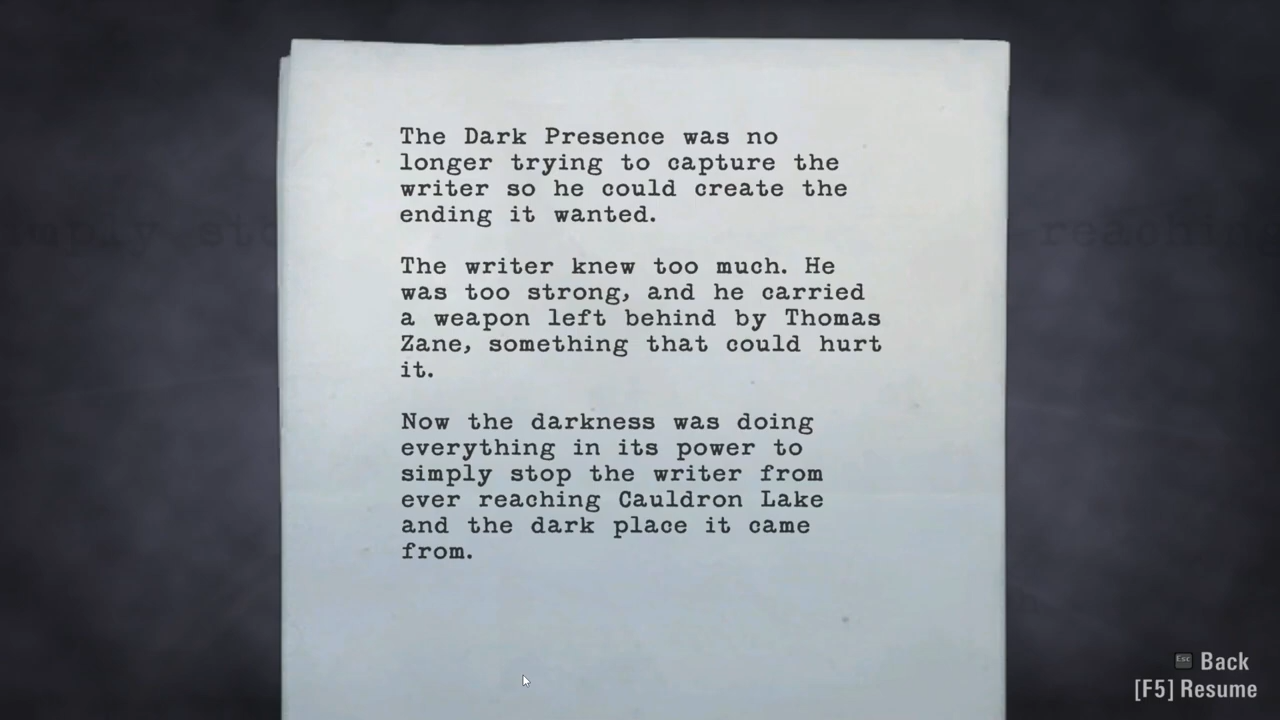 The Dark Presence was no
longer trying to capture the
writer so he could create the
ending it wanted.
The writer knew too much. He
was too strong, and he carried
a weapon left behind by Thomas
Zane, something that could hurt
it.
Now the darkness was doing
everything in its power to
simply stop the writer from
ever reaching Cauldron Lake
and the dark place it came
from.
Esc Back
[F5] Resume